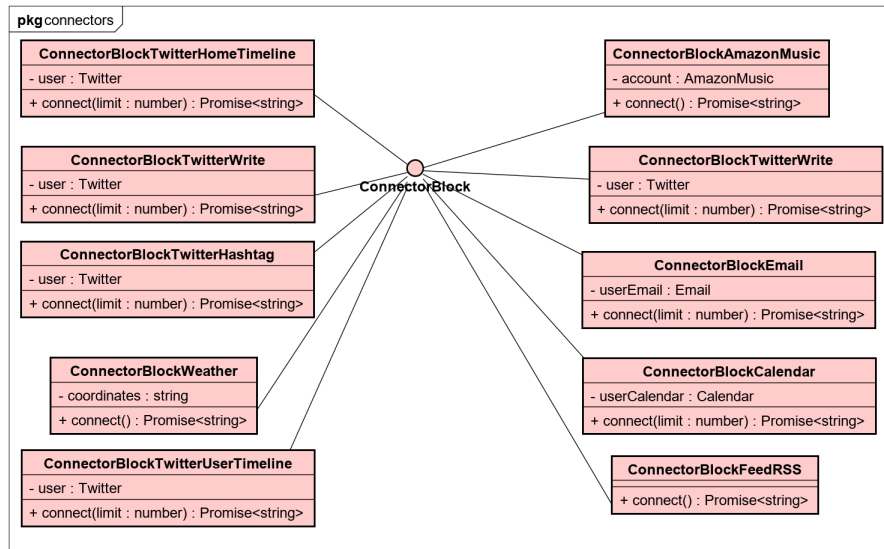 pkg connectors
ConnectorBlockTwitterHomeTimeline
- user : Twitter
+ connect(limit : number) : Promise<string>
ConnectorBlockAmazonMusic
- account : AmazonMusic
+ connect() : Promise<string>
ConnectorBlockTwitterWrite
- user : Twitter
+ connect(limit : number) : Promise<string>
ConnectorBlock
ConnectorBlockTwitterWrite
- user : Twitter
+ connect(limit : number) : Promise<string>
ConnectorBlockTwitterHashtag
- user : Twitter
+ connect(limit : number) : Promise<string>
ConnectorBlockEmail
- userEmail : Email
+ connect(limit : number) : Promise<string>
ConnectorBlockWeather
- coordinates : string
+ connect() : Promise<string>
ConnectorBlockCalendar
- userCalendar : Calendar
+ connect(limit : number) : Promise<string>
ConnectorBlockTwitterUserTimeline
- user : Twitter
+ connect(limit : number) : Promise<string>
ConnectorBlockFeedRSS
+ connect() : Promise<string>